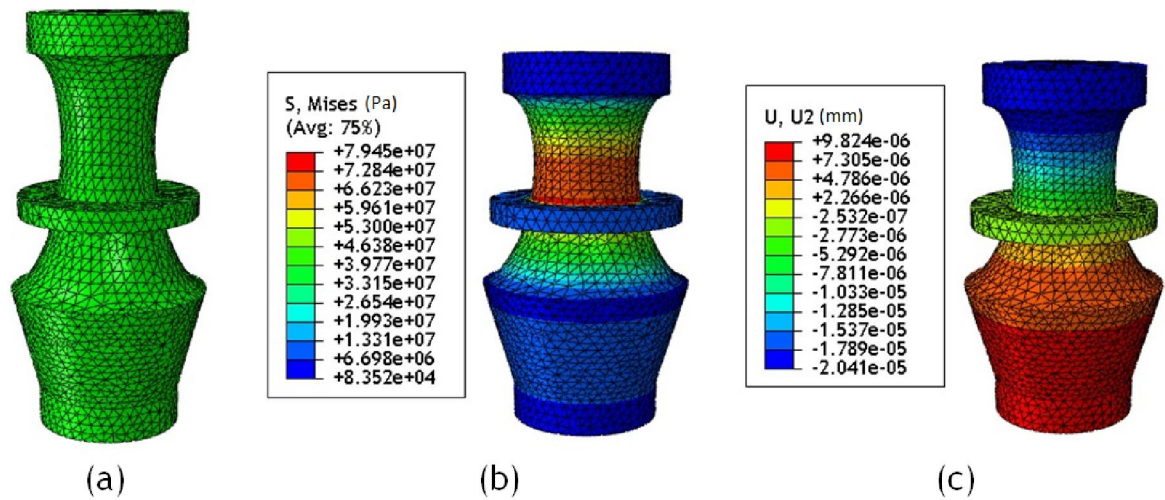 S, Mises (Pa)
(Avg: 75%)
+7.945e+07
+7.284e+07
+6.623e+07
+5.961e+07
+5.300e+07
+4.638e+07
+3.977e+07
+3.315e+07
+2.654e+07
+1.993e+07
+1.331e+07
+6.698e+06
+8.352e+04
U, U2 (mm)
+9.824e-06
+7.305e-06
+4.786e-06
+2.266e-06
-2.532e-07
-2.773e-06
-5.292e-06
-7.811e-06
-1.033e-05
-1.285e-05
-1.537e-05
-1.789e-05
-2.041e-05
(a)
(b)
(c)